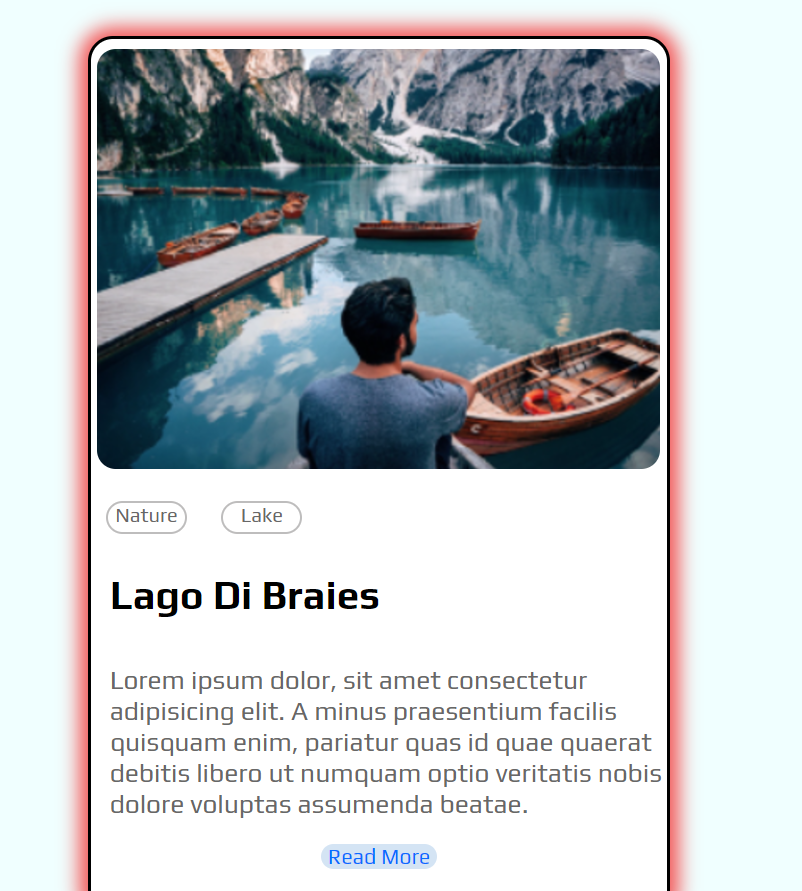 Nature
Lake
Lago Di Braies
Lorem ipsum dolor, sit amet consectetur
adipisicing elit. A minus praesentium facilis
quisquam enim, pariatur quas id quae quaerat
debitis libero ut numquam optio veritatis nobis
dolore voluptas assumenda beatae.
Read More